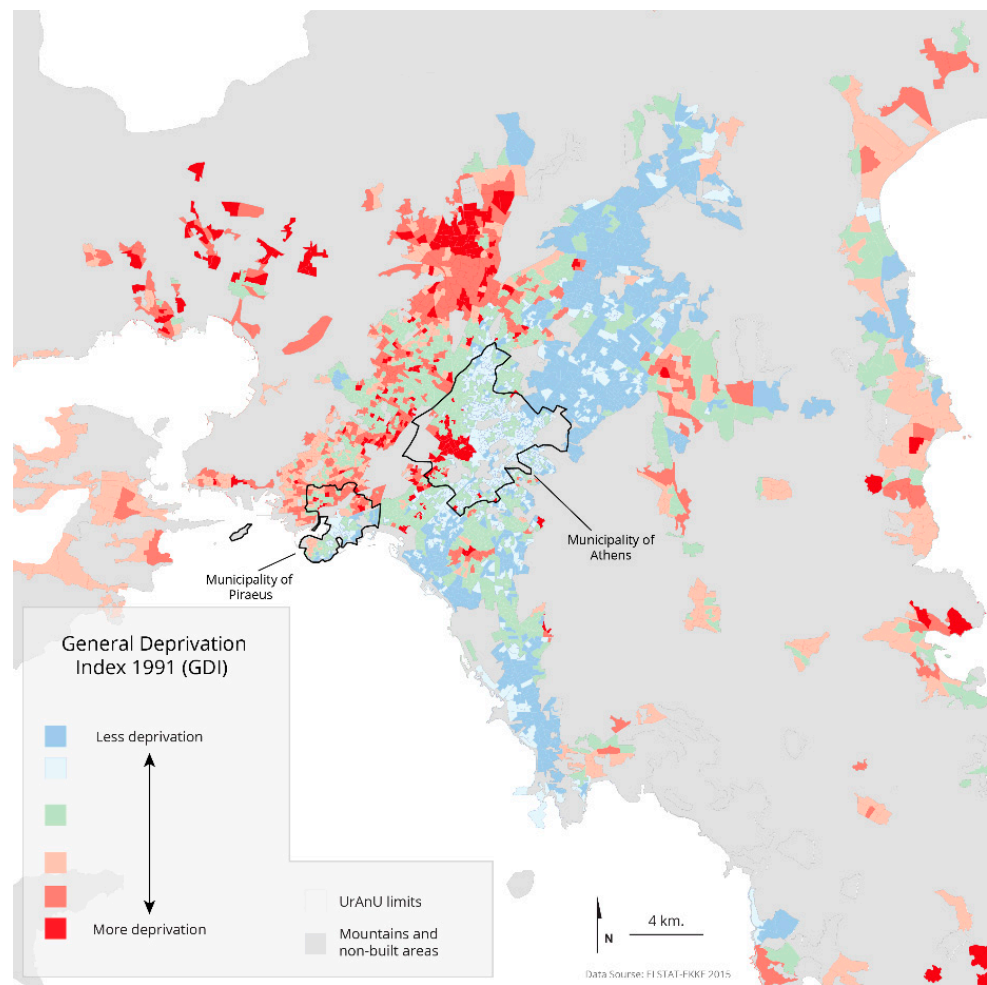 Municipality of
Athens
Municipality of
Piraeus
General Deprivation
Index 1991 (GDI)
Less deprivation
More deprivation
UrAnU limits
Mountains and
non-built areas
4 km.
N
Data Sourse: ELSTAT-EKKE 2015